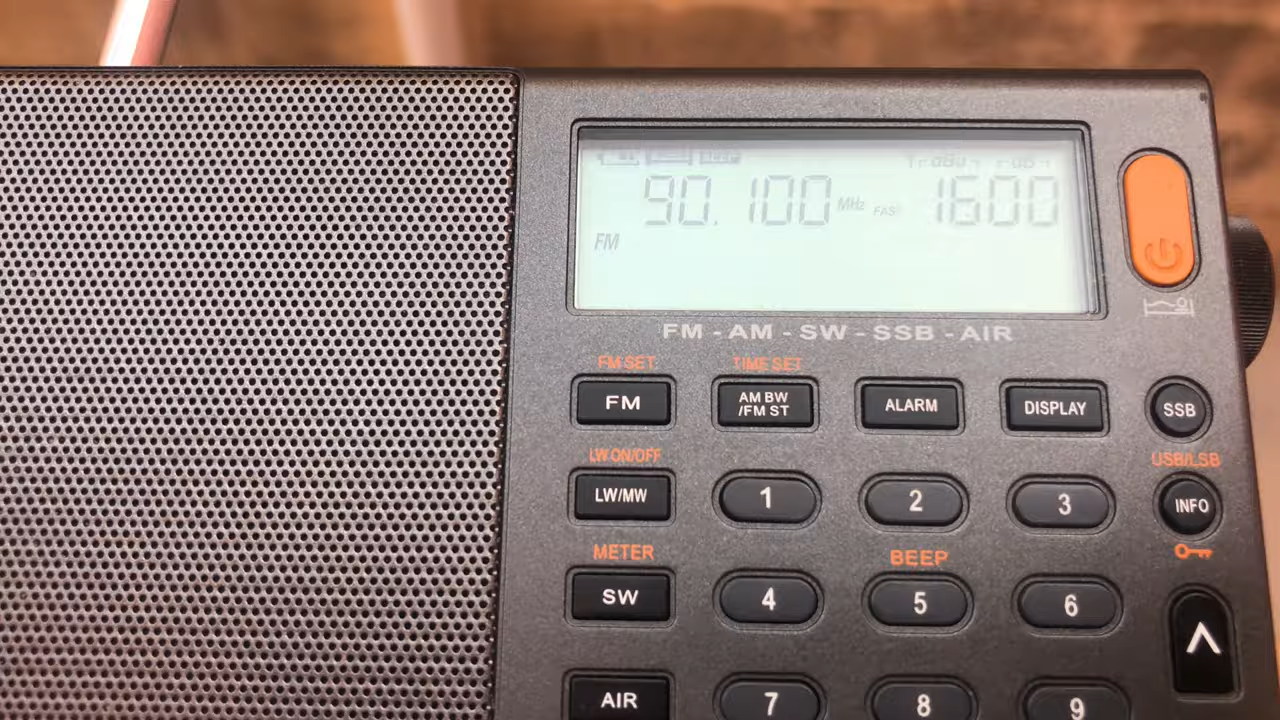 90.100 MHz FAST 1600
FM
FM - AM - SW - SSB - AIR
FM SET TIME SET
FM AM BW /FM ST ALARM DISPLAY SSB
LW ON/OFF USB/LSB
LW/MW 1 2 3 INFO
METER BEEP
SW 4 5 6
AIR 7 8 9